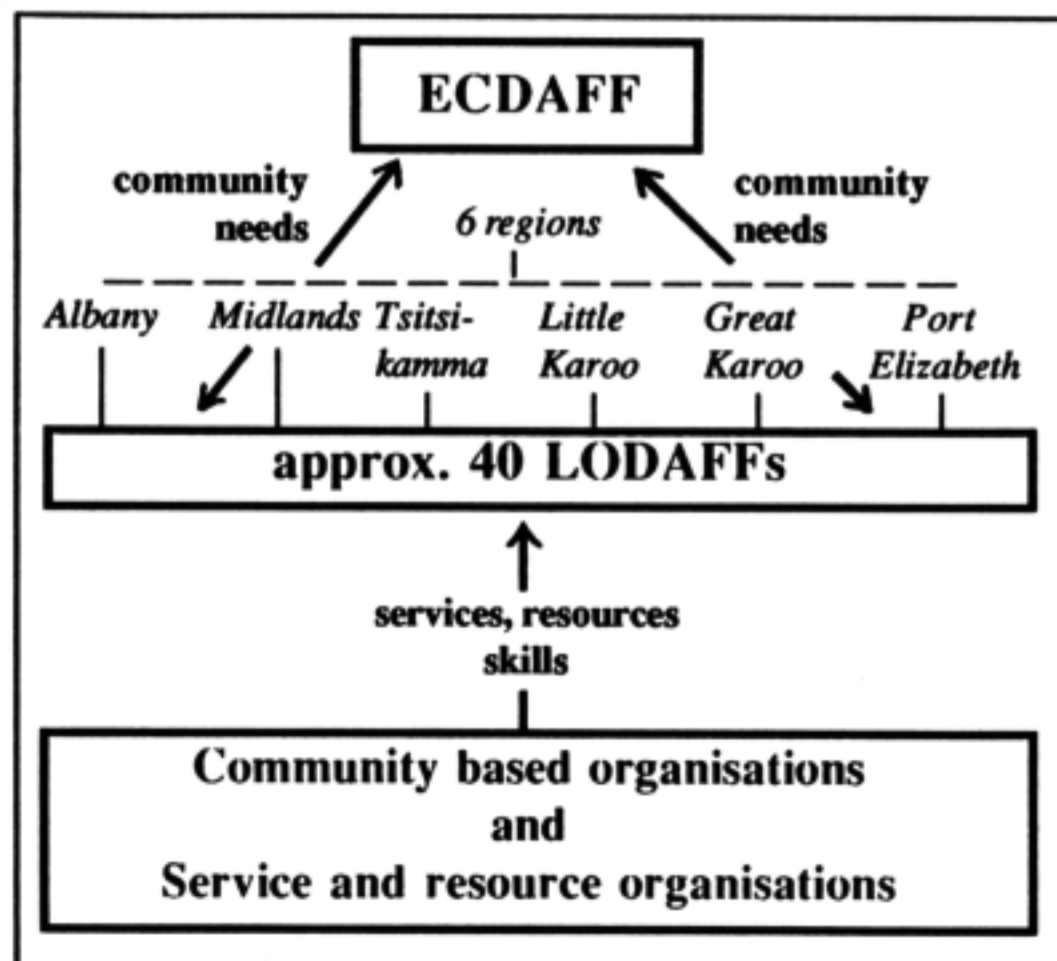 ECDAFF
community
needs
community
needs
6 regions
Albany
Midlands
Tsitsi-
kamma
Little
Karoo
Great
Karoo
Port
Elizabeth
approx. 40 LODAFFs
services, resources
skills
Community based organisations
and
Service and resource organisations